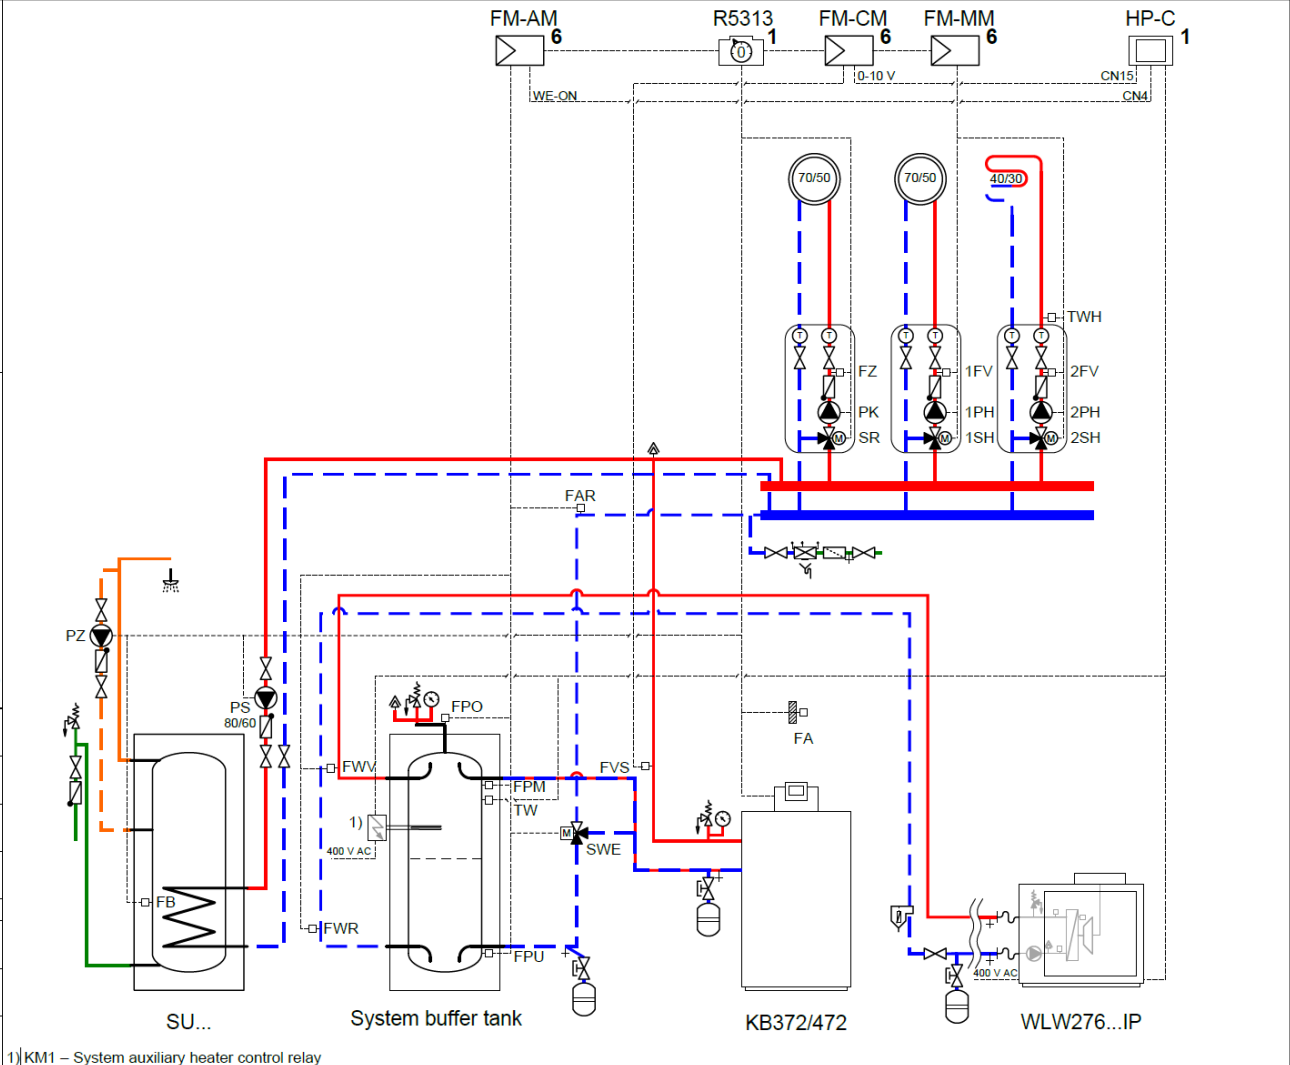 FM-AM
6
R5313
1
FM-CM
6
FM-MM
6
HP-C
1
0
0-10 V
CN15
WE-ON
CN4
70/50
70/50
40/30
TWH
T
T
T
T
T
T
FZ
1FV
2FV
PK
1PH
2PH
M
SR
M
1SH
M
2SH
FAR
PZ
PS
80/60
FPO
FA
FWV
FVS
FPM
TW
1)
400 V AC
M
SWE
FB
FWR
FPU
400 V AC
SU...
System buffer tank
KB372/472
WLW276...IP
1) KM1 – System auxiliary heater control relay